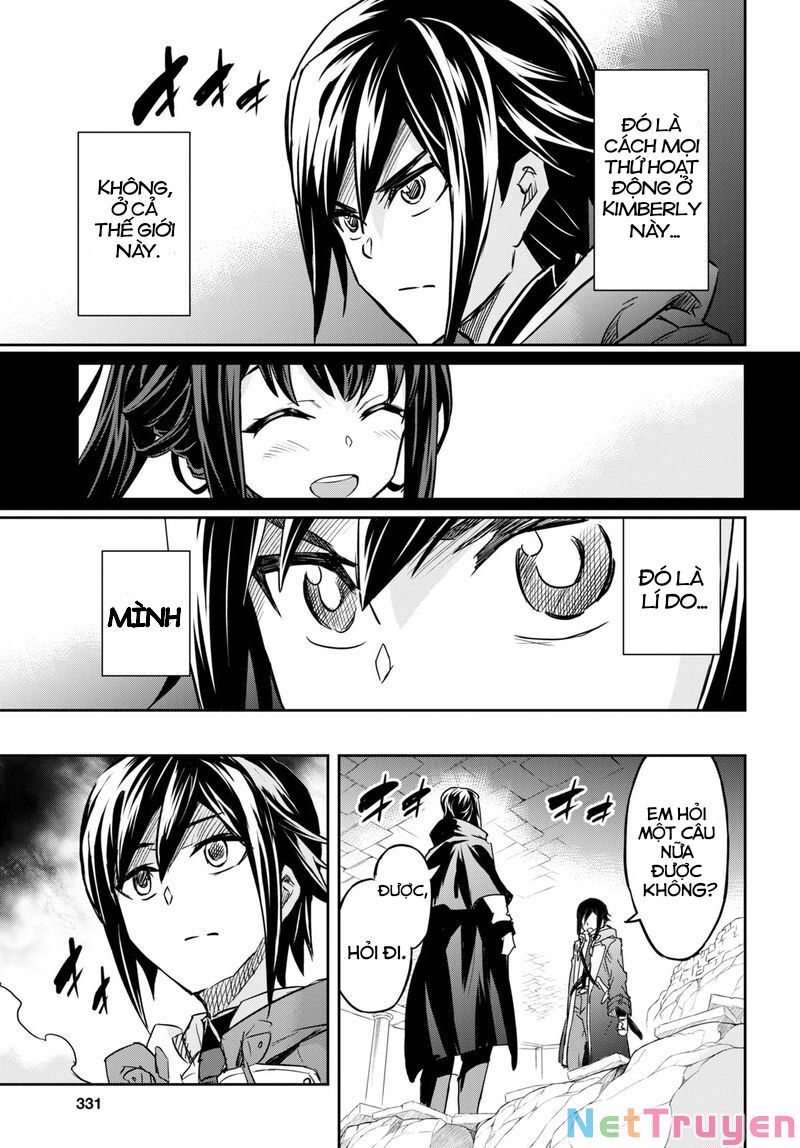 ĐÓ LÀ
CÁCH MỌI
THỨ HOẠT
ĐỘNG Ở
KIMBERLY
NÀY...
KHÔNG,
Ở CẢ
THẾ GIỚI
NÀY.
ĐÓ LÀ
LÍ DO...
MÌNH
EM HỎI
MỘT CÂU
NỮA
ĐƯỢC
KHÔNG?
ĐƯỢC,
HỎI ĐI.
331
NetTruyen